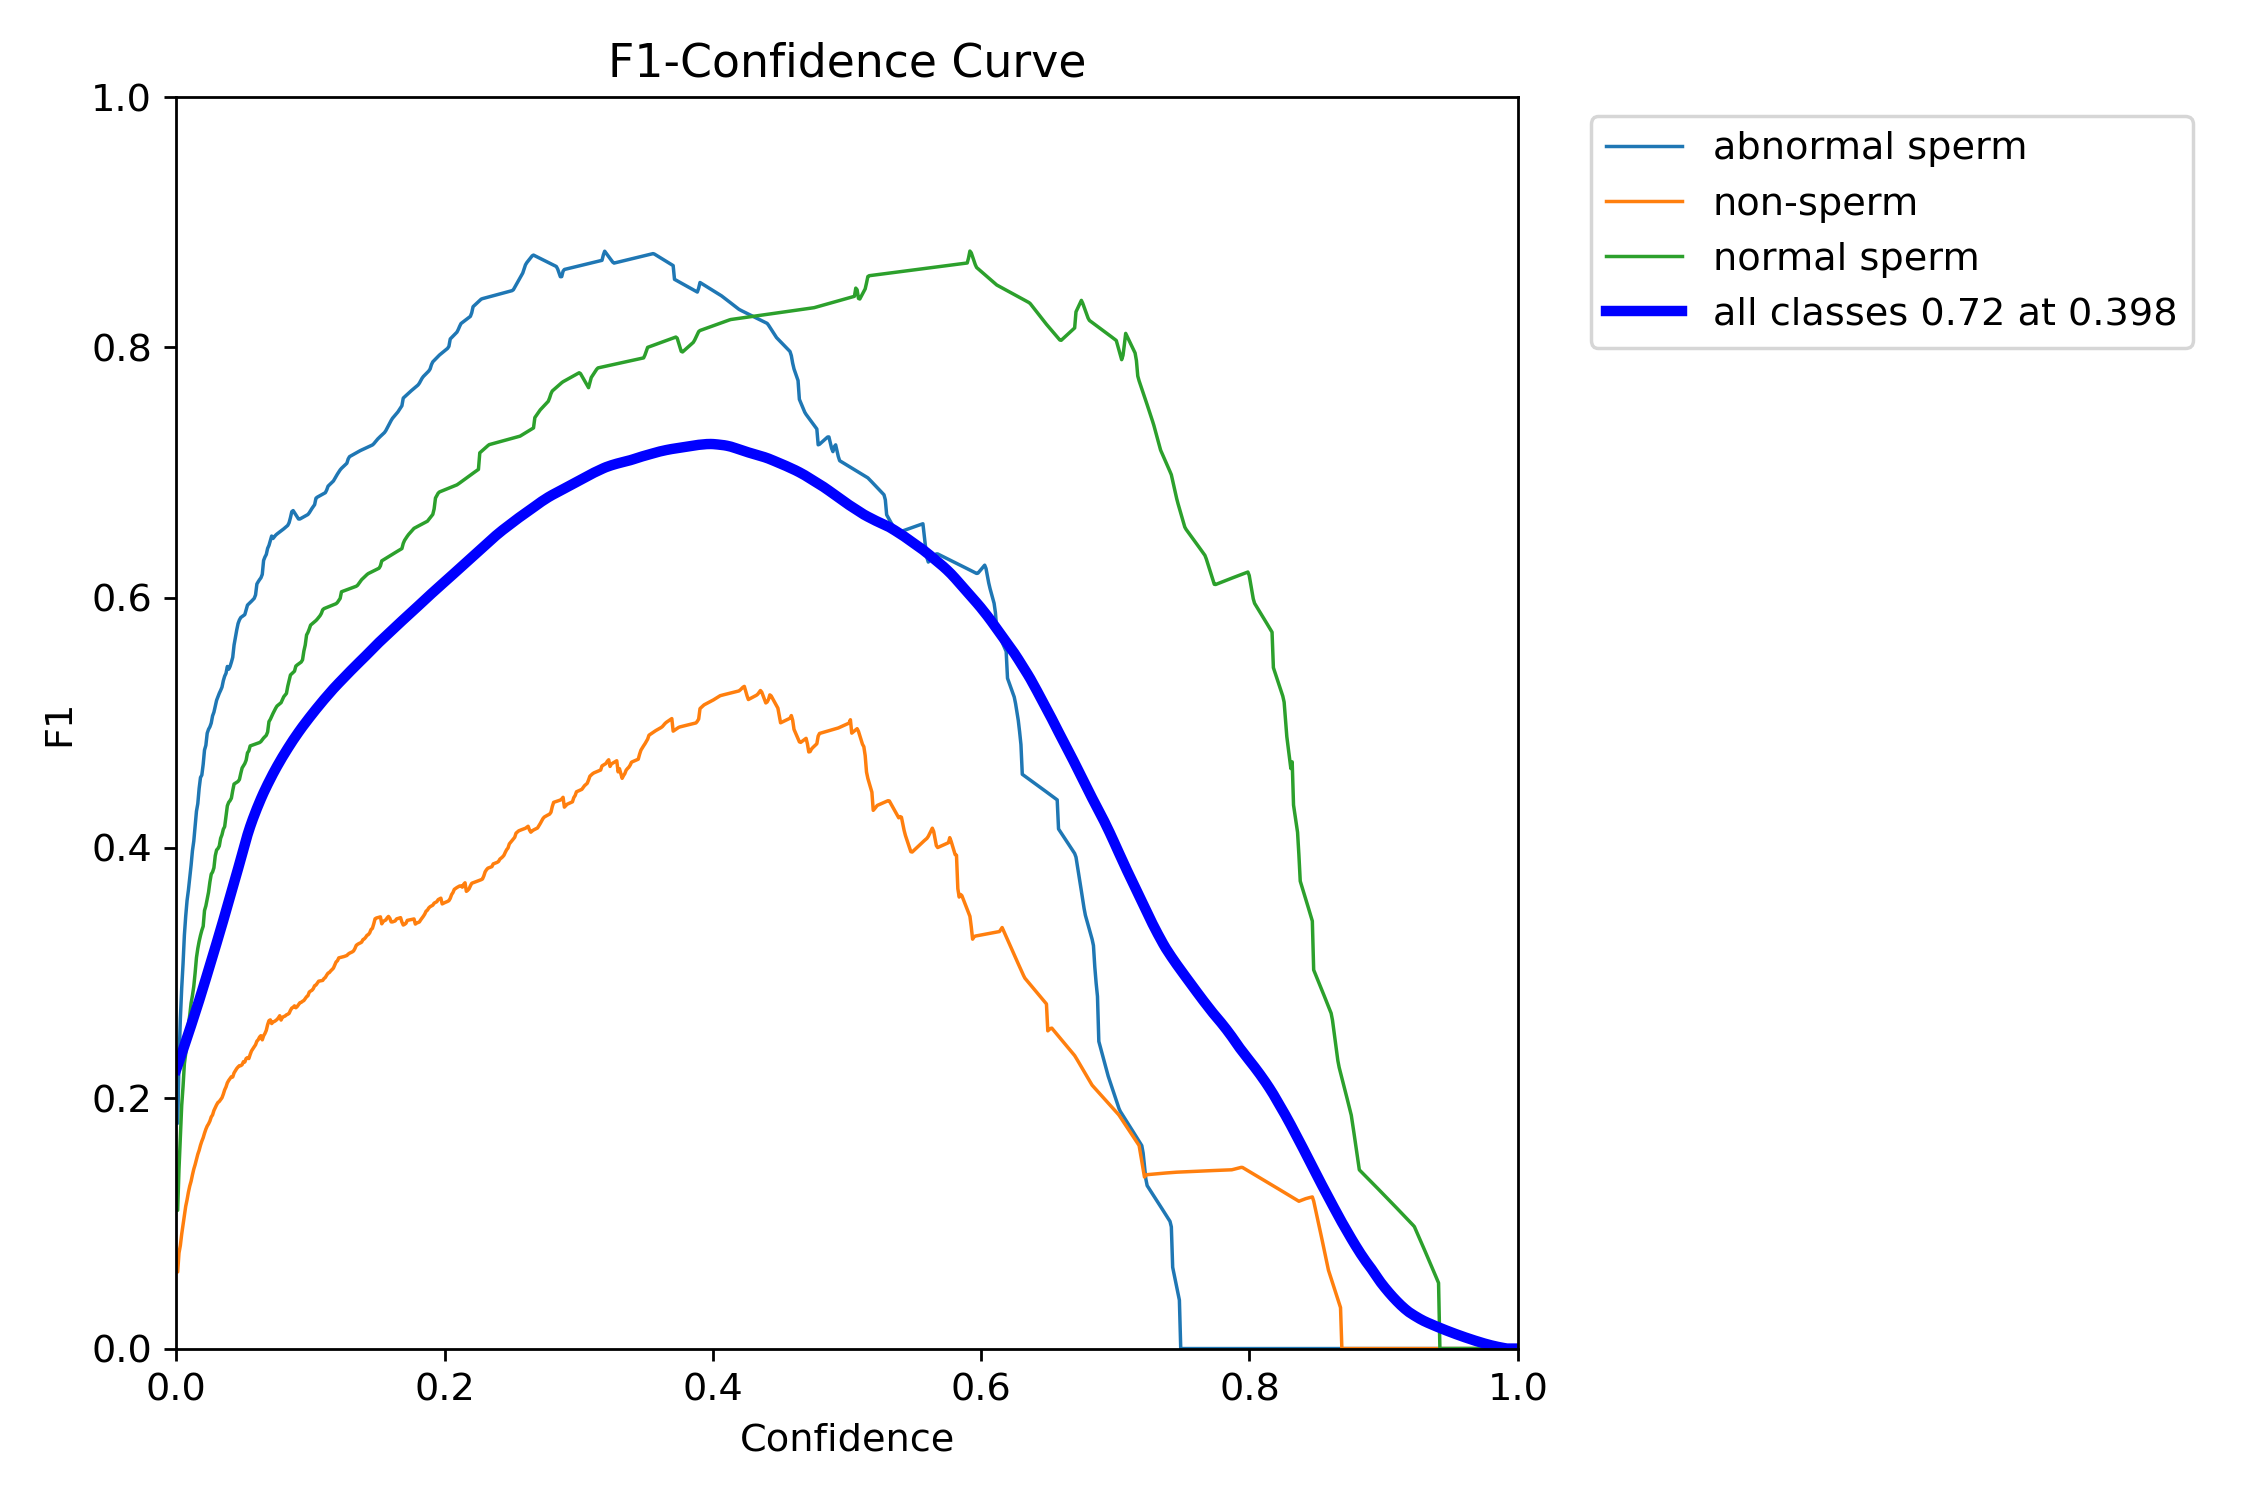 F1-Confidence Curve
1.0
0.8
0.6
0.4
0.2
0.0
F1
0.0 0.2 0.4 0.6 0.8 1.0
Confidence
abnormal sperm
non-sperm
normal sperm
all classes 0.72 at 0.398